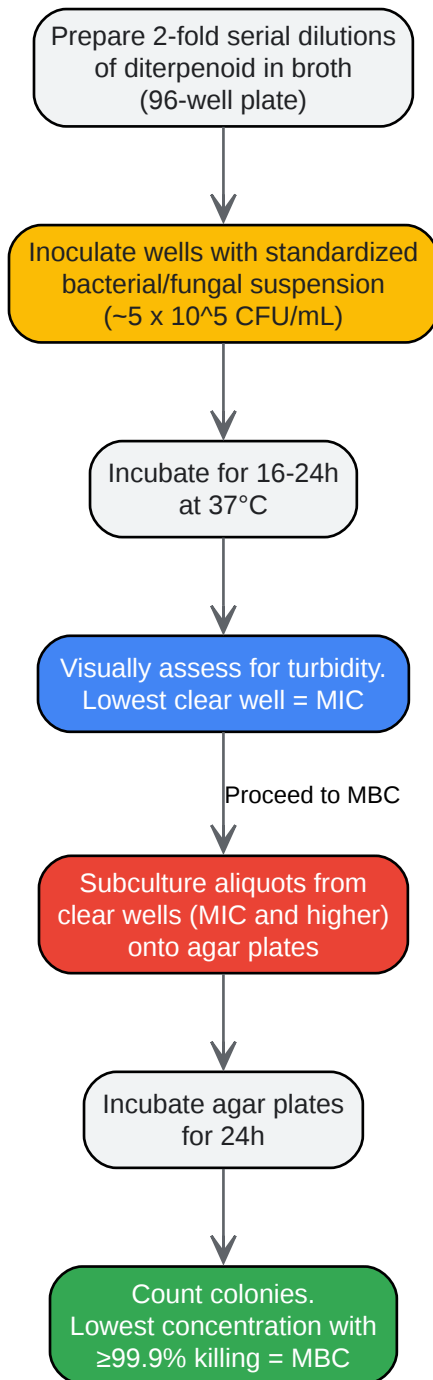 Prepare 2-fold serial dilutions
of diterpenoid in broth
(96-well plate)
Inoculate wells with standardized
bacterial/fungal suspension
(~5 x 10^5 CFU/mL)
Incubate for 16-24h
at 37°C
Visually assess for turbidity.
Lowest clear well = MIC
Proceed to MBC
Subculture aliquots from
clear wells (MIC and higher)
onto agar plates
Incubate agar plates
for 24h
Count colonies.
Lowest concentration with
≥99.9% killing = MBC